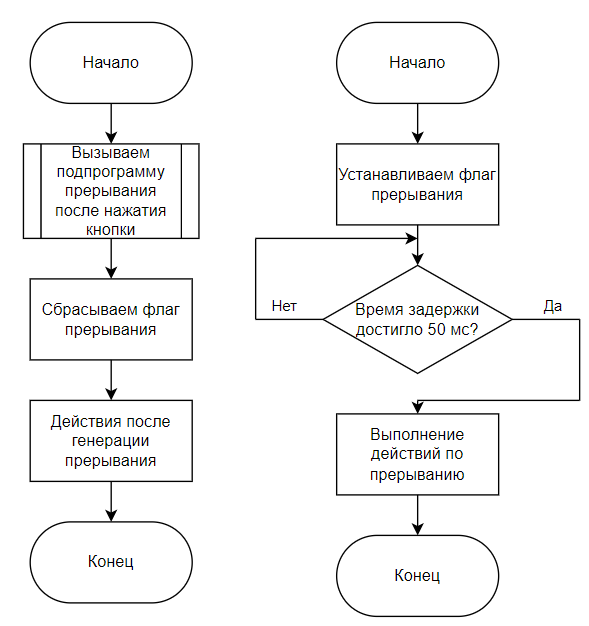 Начало
Вызываем
подпрограмму
прерывания
после нажатия
кнопки
Сбрасываем флаг
прерывания
Действия после
генерации
прерывания
Конец
Начало
Устанавливаем флаг
прерывания
Нет
Время задержки
достигло 50 мс?
Да
Выполнение
действий по
прерыванию
Конец